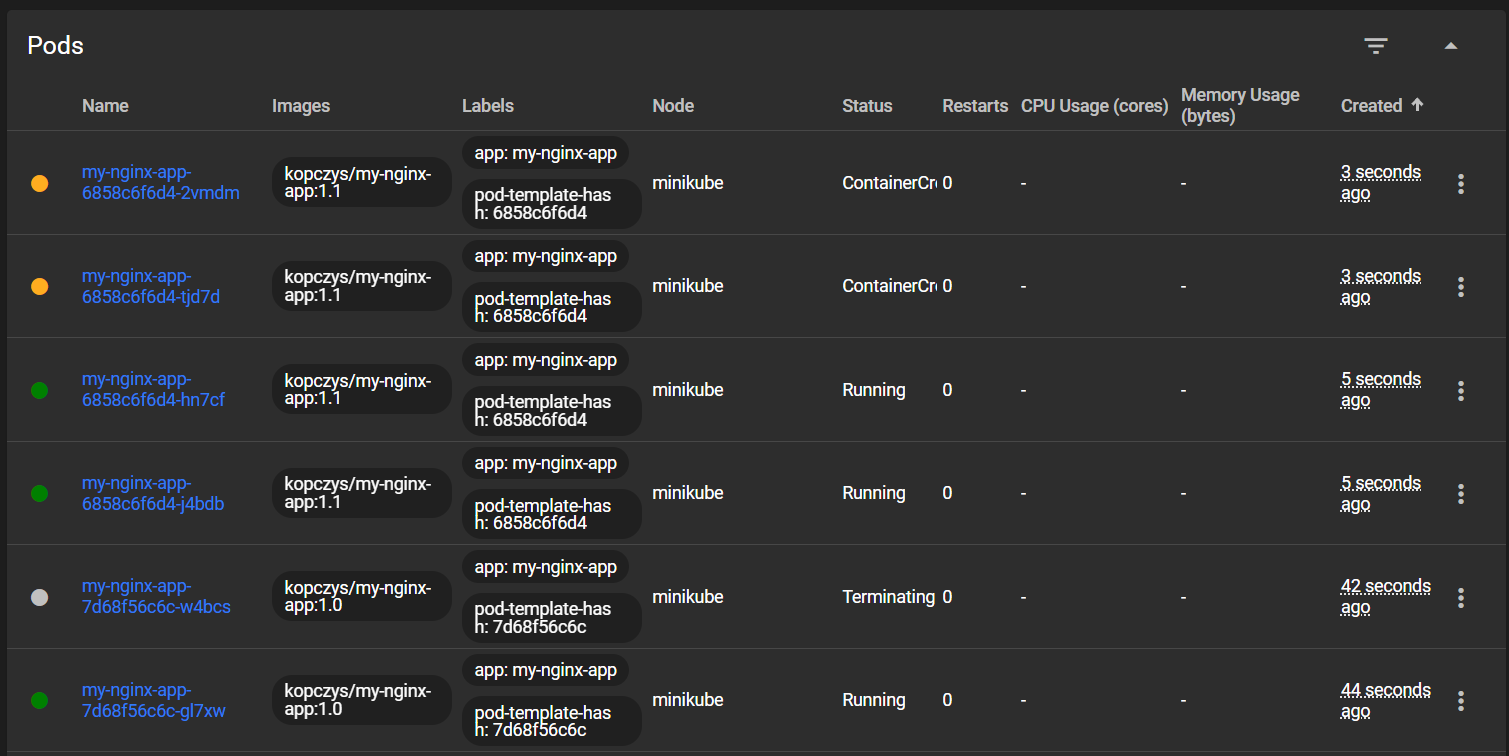 Pods
Name Images Labels Node Status Restarts CPU Usage (cores) Memory Usage (bytes) Created
my-nginx-app-
6858c6f6d4-2vmdm
kopczys/my-nginx-
app:1.1
app: my-nginx-app
pod-template-has
h: 6858c6f6d4
minikube
ContainerCr
0
-
-
3 seconds
ago
my-nginx-app-
6858c6f6d4-tjd7d
kopczys/my-nginx-
app:1.1
app: my-nginx-app
pod-template-has
h: 6858c6f6d4
minikube
ContainerCr
0
-
-
3 seconds
ago
my-nginx-app-
6858c6f6d4-hn7cf
kopczys/my-nginx-
app:1.1
app: my-nginx-app
pod-template-has
h: 6858c6f6d4
minikube
Running
0
-
-
5 seconds
ago
my-nginx-app-
6858c6f6d4-j4bdb
kopczys/my-nginx-
app:1.1
app: my-nginx-app
pod-template-has
h: 6858c6f6d4
minikube
Running
0
-
-
5 seconds
ago
my-nginx-app-
7d68f56c6c-w4bcs
kopczys/my-nginx-
app:1.0
app: my-nginx-app
pod-template-has
h: 7d68f56c6c
minikube
Terminating
0
-
-
42 seconds
ago
my-nginx-app-
7d68f56c6c-gl7xw
kopczys/my-nginx-
app:1.0
app: my-nginx-app
pod-template-has
h: 7d68f56c6c
minikube
Running
0
-
-
44 seconds
ago